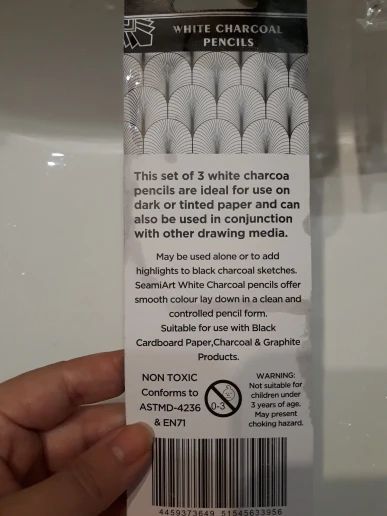 WHITE CHARCOAL
PENCILS
This set of 3 white charcoa
pencils are ideal for use on
dark or tinted paper and can
also be used in conjunction
with other drawing media.
May be used alone or to add
highlights to black charcoal sketches.
SeamiArt White Charcoal pencils offer
smooth colour lay down in a clean and
controlled pencil form.
Suitable for use with Black
Cardboard Paper,Charcoal & Graphite
Products.
NON TOXIC
Conforms to
ASTMD-4236
& EN71
0-3
WARNING:
Not suitable for
children under
3 years of age.
May present
choking hazard.
4459373649 51545633956